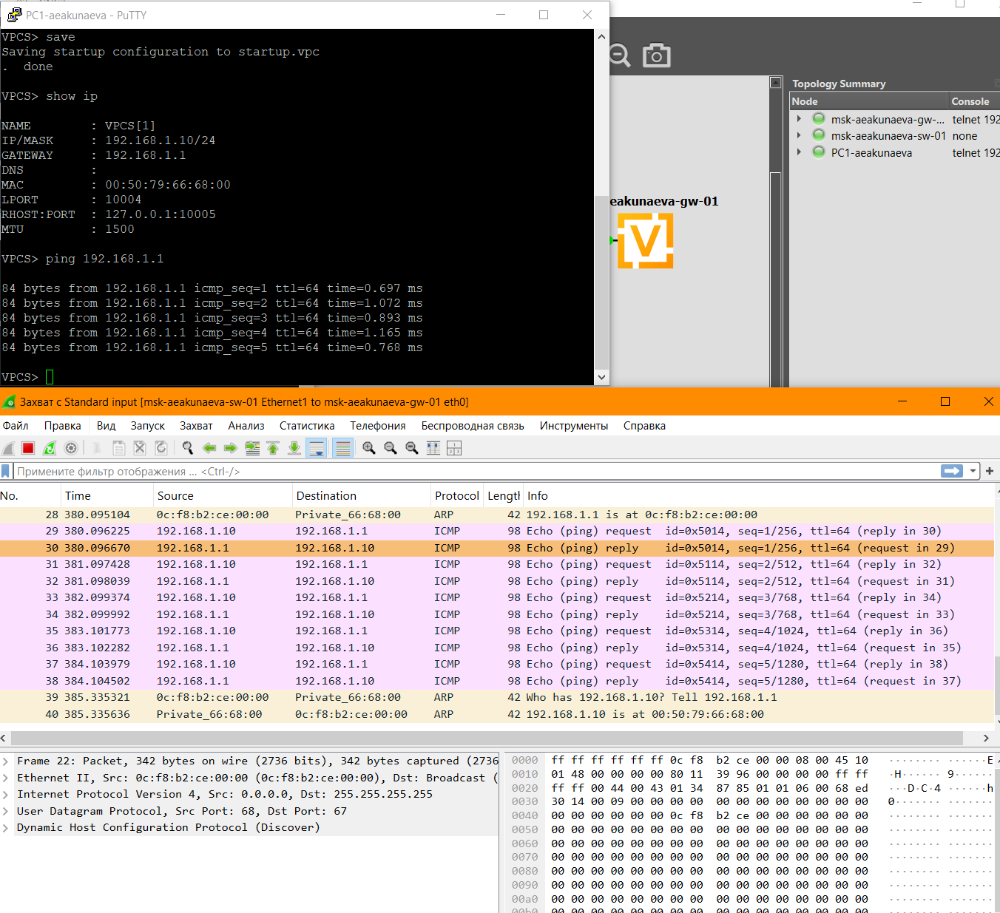 PC1-aeakunaeva - PuTTY
VPCS> save
Saving startup configuration to startup.vpc
.  done
VPCS> show ip
NAME        : VPCS[1]
IP/MASK     : 192.168.1.10/24
GATEWAY     : 192.168.1.1
DNS         :
MAC         : 00:50:79:66:68:00
LPORT       : 10004
RHOST:PORT  : 127.0.0.1:10005
MTU         : 1500
VPCS> ping 192.168.1.1
84 bytes from 192.168.1.1 icmp_seq=1 ttl=64 time=0.697 ms
84 bytes from 192.168.1.1 icmp_seq=2 ttl=64 time=1.072 ms
84 bytes from 192.168.1.1 icmp_seq=3 ttl=64 time=0.893 ms
84 bytes from 192.168.1.1 icmp_seq=4 ttl=64 time=1.165 ms
84 bytes from 192.168.1.1 icmp_seq=5 ttl=64 time=0.768 ms
VPCS>
eakunaeva-gw-01
V
Topology Summary
Node Console
msk-aeakunaeva-gw-... telnet 192
msk-aeakunaeva-sw-01 none
PC1-aeakunaeva telnet 192
Захват с Standard input [msk-aeakunaeva-sw-01 Ethernet1 to msk-aeakunaeva-gw-01 eth0]
Файл Правка Вид Запуск Захват Анализ Статистика Телефония Беспроводная связь Инструменты Справка
Примените фильтр отображения … <Ctrl-/>
No. Time Source Destination Protocol Length Info
28 380.095104 0c:f8:b2:ce:00:00 Private_66:68:00 ARP 42 192.168.1.1 is at 0c:f8:b2:ce:00:00
29 380.096225 192.168.1.10 192.168.1.1 ICMP 98 Echo (ping) request id=0x5014, seq=1/256, ttl=64 (reply in 30)
30 380.096670 192.168.1.1 192.168.1.10 ICMP 98 Echo (ping) reply id=0x5014, seq=1/256, ttl=64 (request in 29)
31 381.097428 192.168.1.10 192.168.1.1 ICMP 98 Echo (ping) request id=0x5114, seq=2/512, ttl=64 (reply in 32)
32 381.098039 192.168.1.1 192.168.1.10 ICMP 98 Echo (ping) reply id=0x5114, seq=2/512, ttl=64 (request in 31)
33 382.099374 192.168.1.10 192.168.1.1 ICMP 98 Echo (ping) request id=0x5214, seq=3/768, ttl=64 (reply in 34)
34 382.099992 192.168.1.1 192.168.1.10 ICMP 98 Echo (ping) reply id=0x5214, seq=3/768, ttl=64 (request in 33)
35 383.101773 192.168.1.10 192.168.1.1 ICMP 98 Echo (ping) request id=0x5314, seq=4/1024, ttl=64 (reply in 36)
36 383.102282 192.168.1.1 192.168.1.10 ICMP 98 Echo (ping) reply id=0x5314, seq=4/1024, ttl=64 (request in 35)
37 384.103979 192.168.1.10 192.168.1.1 ICMP 98 Echo (ping) request id=0x5414, seq=5/1280, ttl=64 (reply in 38)
38 384.104502 192.168.1.1 192.168.1.10 ICMP 98 Echo (ping) reply id=0x5414, seq=5/1280, ttl=64 (request in 37)
39 385.335321 0c:f8:b2:ce:00:00 Private_66:68:00 ARP 42 Who has 192.168.1.10? Tell 192.168.1.1
40 385.335636 Private_66:68:00 0c:f8:b2:ce:00:00 ARP 42 192.168.1.10 is at 00:50:79:66:68:00
Frame 22: Packet, 342 bytes on wire (2736 bits), 342 bytes captured (2736
Ethernet II, Src: 0c:f8:b2:ce:00:00 (0c:f8:b2:ce:00:00), Dst: Broadcast (
Internet Protocol Version 4, Src: 0.0.0.0, Dst: 255.255.255.255
User Datagram Protocol, Src Port: 68, Dst Port: 67
Dynamic Host Configuration Protocol (Discover)
0000 ff ff ff ff ff ff 0c f8 b2 ce 00 00 08 00 45 10 ········ ······E
0010 01 48 00 00 00 00 80 11 39 96 00 00 00 00 ff ff ·H······ 9······
0020 ff ff 00 44 00 43 01 34 87 85 01 01 06 00 68 ed ···D·C·4 ······h
0030 30 14 00 09 00 00 00 00 00 00 00 00 00 00 00 00 0······· ·······
0040 00 00 00 00 00 00 0c f8 b2 ce 00 00 00 00 00 00 ········ ·······
0050 00 00 00 00 00 00 00 00 00 00 00 00 00 00 00 00 ········ ·······
0060 00 00 00 00 00 00 00 00 00 00 00 00 00 00 00 00 ········ ·······
0070 00 00 00 00 00 00 00 00 00 00 00 00 00 00 00 00 ········ ·······
0080 00 00 00 00 00 00 00 00 00 00 00 00 00 00 00 00 ········ ·······
0090 00 00 00 00 00 00 00 00 00 00 00 00 00 00 00 00 ········ ·······
00a0 00 00 00 00 00 00 00 00 00 00 00 00 00 00 00 00 ········ ·······